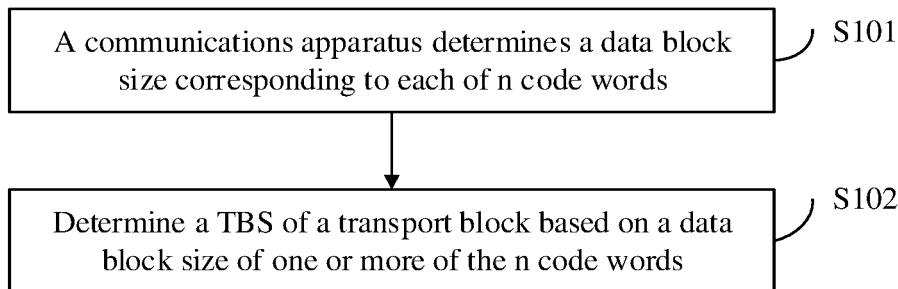 A communications apparatus determines a data block
size corresponding to each of n code words
S101
Determine a TBS of a transport block based on a data
block size of one or more of the n code words
S102